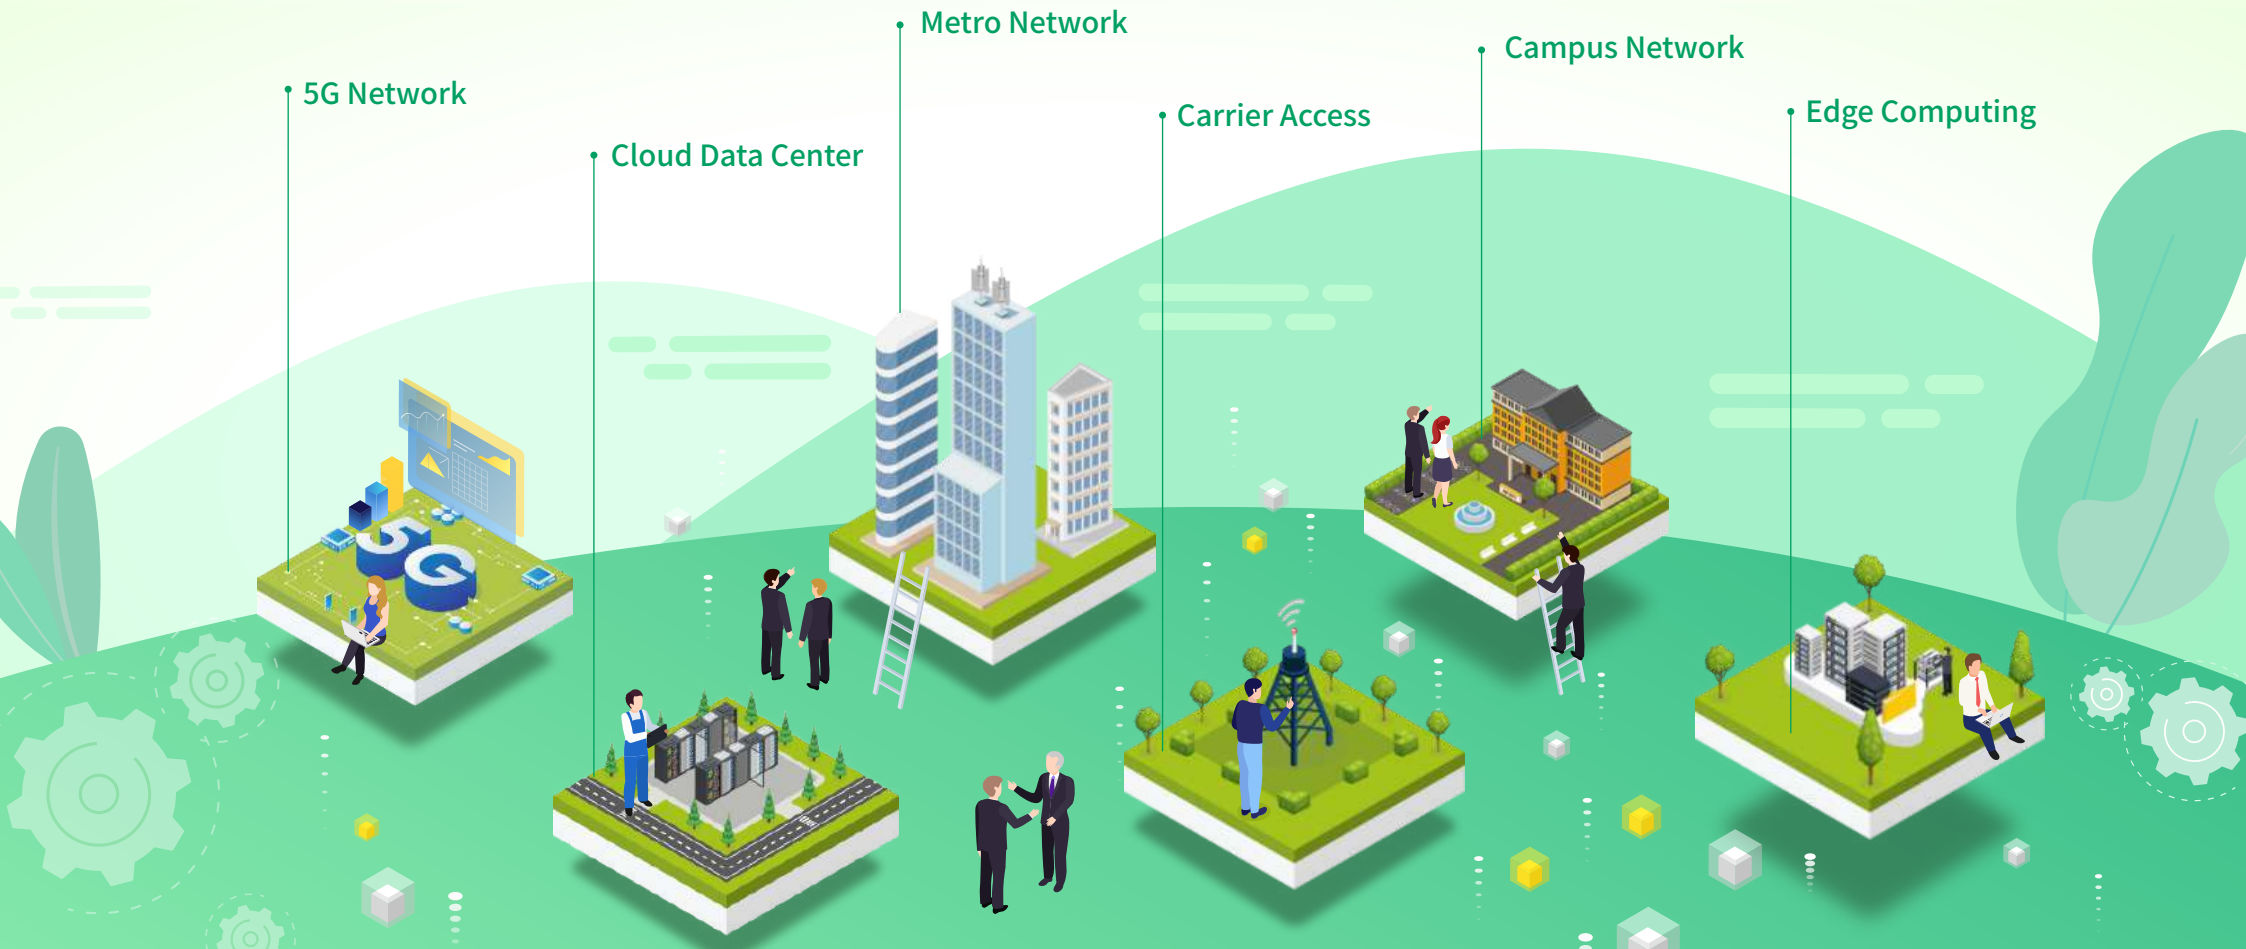 Metro Network
Campus Network
5G Network
Carrier Access
Edge Computing
Cloud Data Center
5G